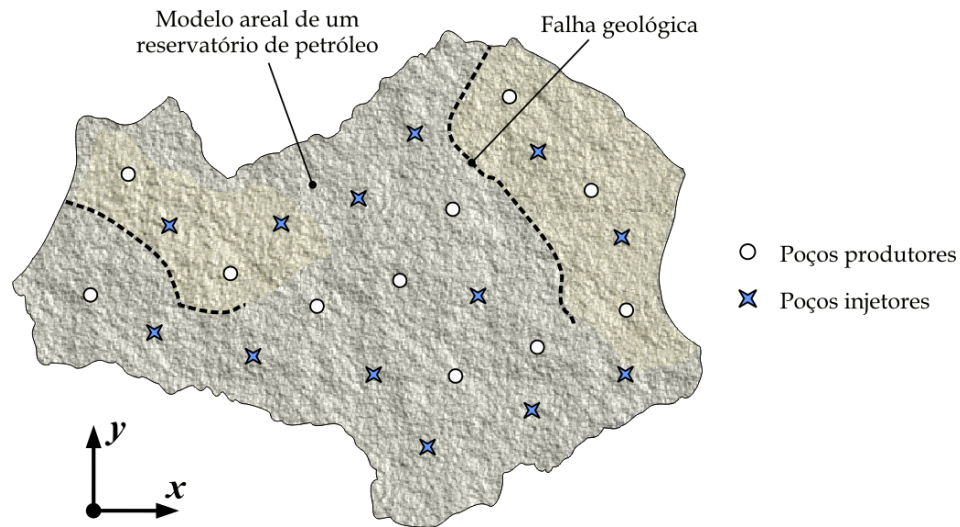 Modelo areal de um
reservatório de petróleo
Falha geológica
Poços produtores
Poços injetores
y
x